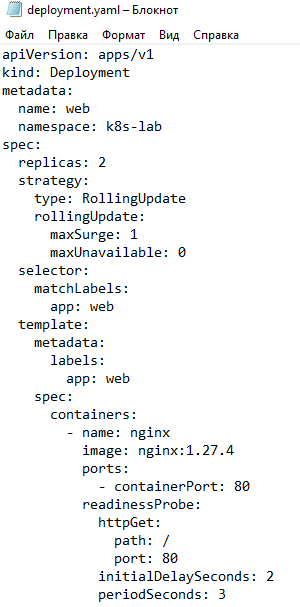 deployment.yaml – Блокнот
Файл Правка Формат Вид Справка
apiVersion: apps/v1
kind: Deployment
metadata:
  name: web
  namespace: k8s-lab
spec:
  replicas: 2
  strategy:
    type: RollingUpdate
    rollingUpdate:
      maxSurge: 1
      maxUnavailable: 0
  selector:
    matchLabels:
      app: web
  template:
    metadata:
      labels:
        app: web
    spec:
      containers:
        - name: nginx
          image: nginx:1.27.4
          ports:
            - containerPort: 80
          readinessProbe:
            httpGet:
              path: /
              port: 80
            initialDelaySeconds: 2
            periodSeconds: 3